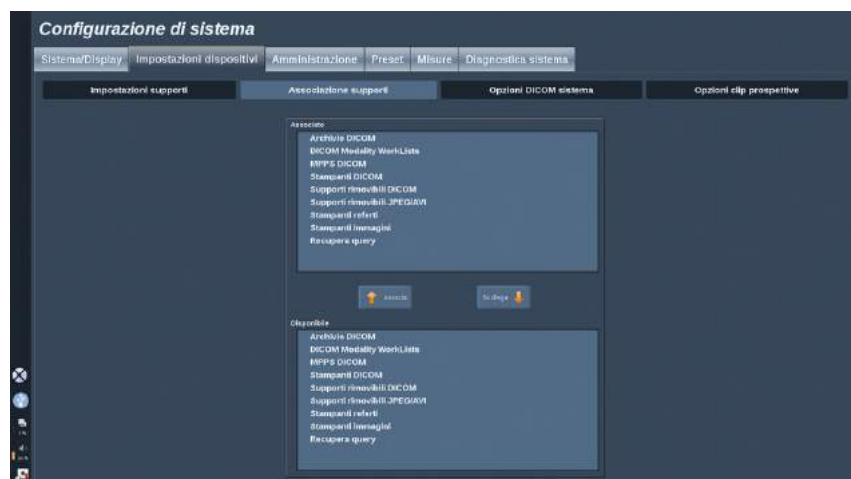 Configurazione di sistema
Sistema/Display Impostazioni dispositivi Amministrazione Preset Misure Diagnostica sistema
Impostazioni supporti Associazione supporti Opzioni DICOM sistema Opzioni clip prospettive
Associato
Archivio DICOM
DICOM Modality WorkLists
MPPS DICOM
Stampanti DICOM
Supporti rimovibili DICOM
Supporti rimovibili JPEG/AVI
Stampanti referti
Stampanti immagini
Recupera query
Associa Scollega
Disponibile
Archivio DICOM
DICOM Modality WorkLists
MPPS DICOM
Stampanti DICOM
Supporti rimovibili DICOM
Supporti rimovibili JPEG/AVI
Stampanti referti
Stampanti immagini
Recupera query